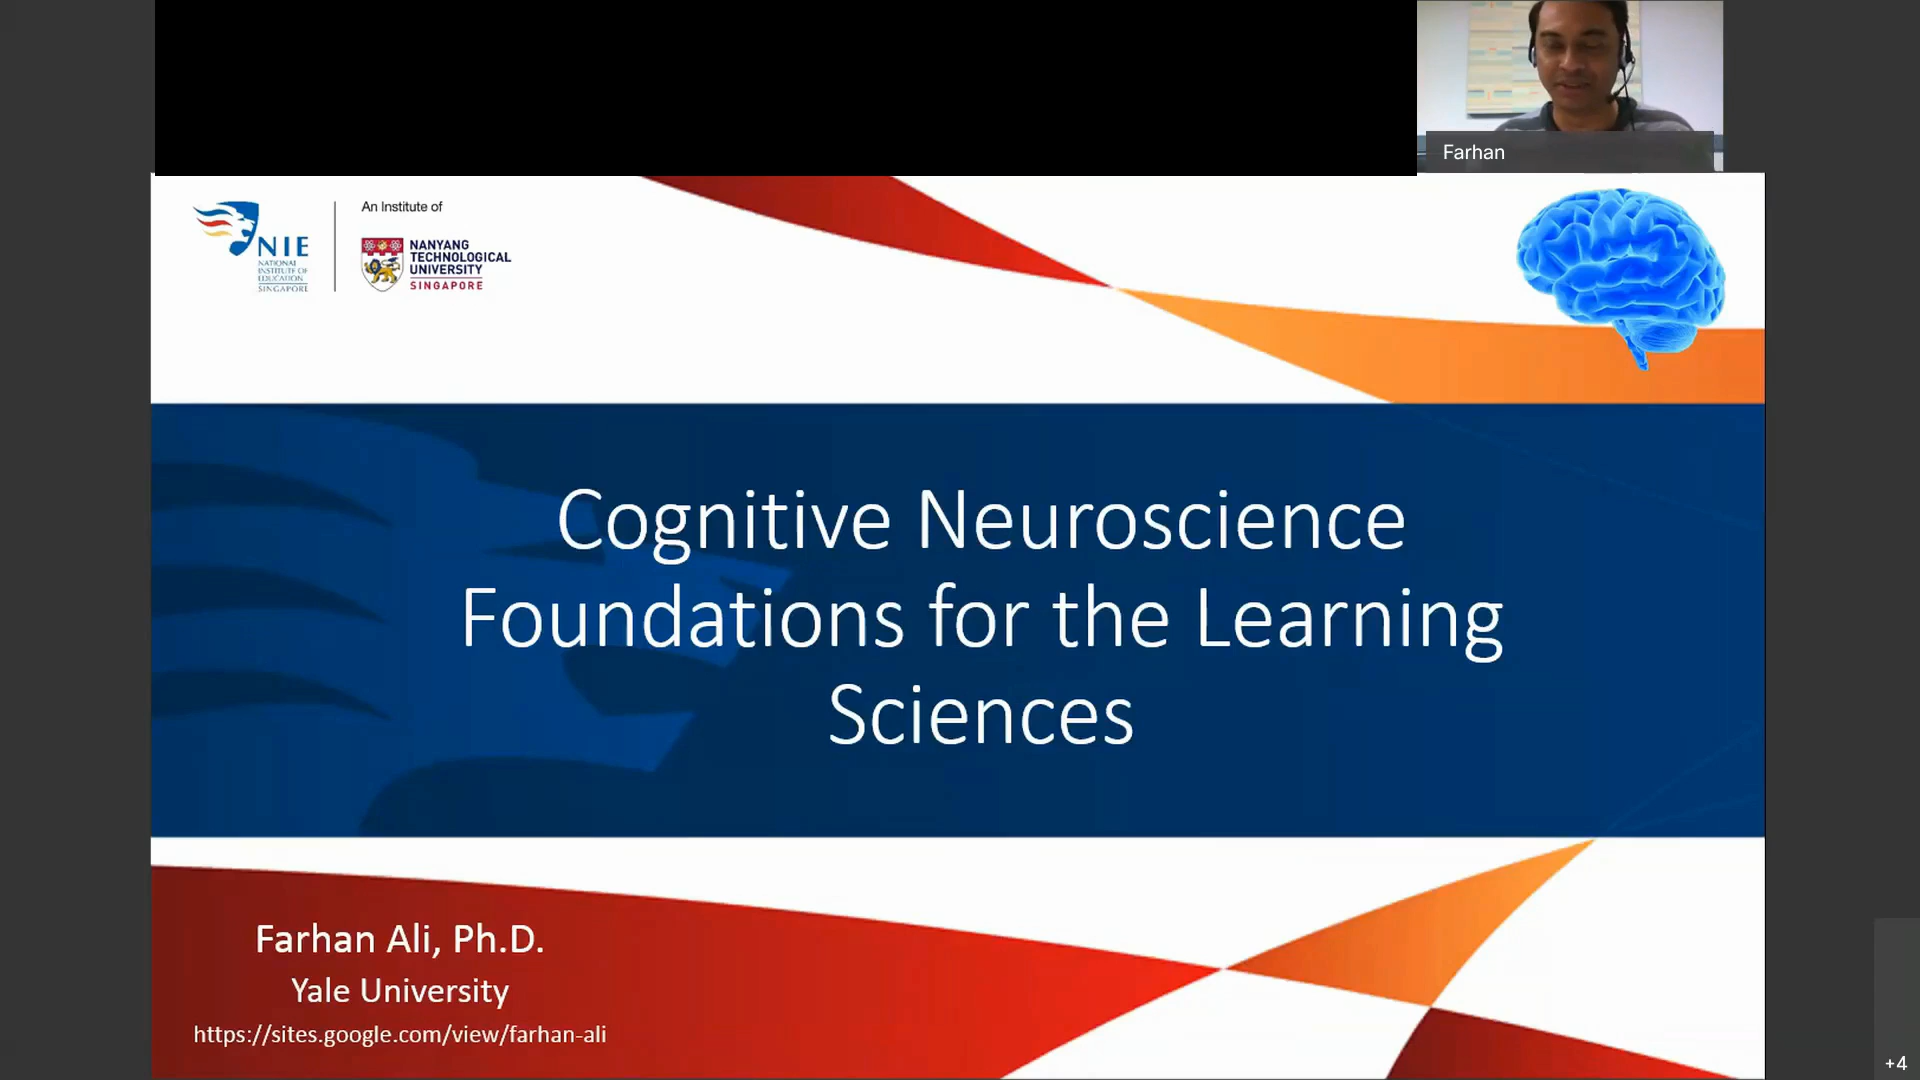 Farhan
An Institute of
NIE
NATIONAL
INSTITUTE OF
EDUCATION
SINGAPORE
NANYANG
TECHNOLOGICAL
UNIVERSITY
SINGAPORE
Cognitive Neuroscience
Foundations for the Learning
Sciences
Farhan Ali, Ph.D.
Yale University
https://sites.google.com/view/farhan-ali
+4